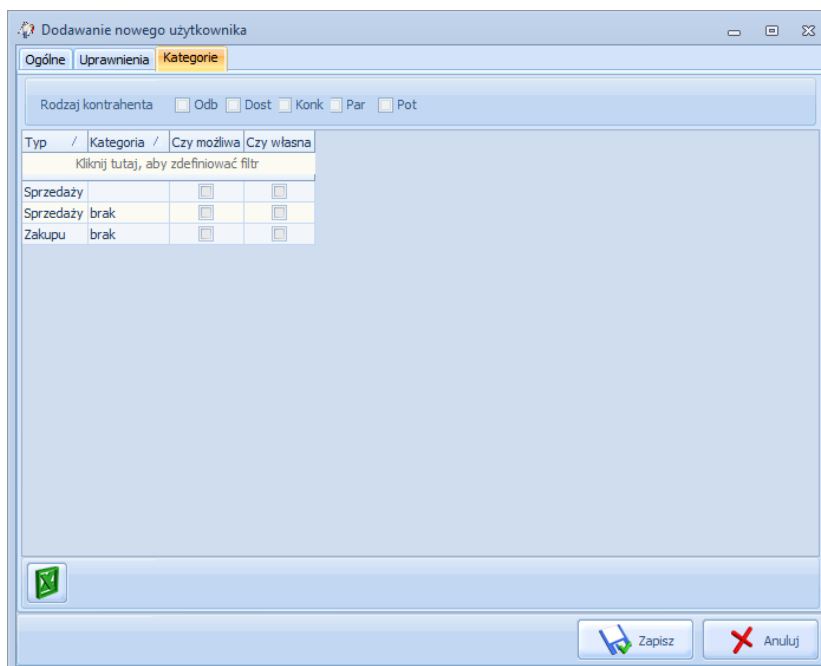 Dodawanie nowego użytkownika
Ogólne Uprawnienia Kategorie
Rodzaj kontrahenta Odb Dost Konk Par Pot
Typ Kategoria Czy możliwa Czy własna
Kliknij tutaj, aby zdefiniować filtr
Sprzedaży
Sprzedaży brak
Zakupu brak
Zapisz Anuluj